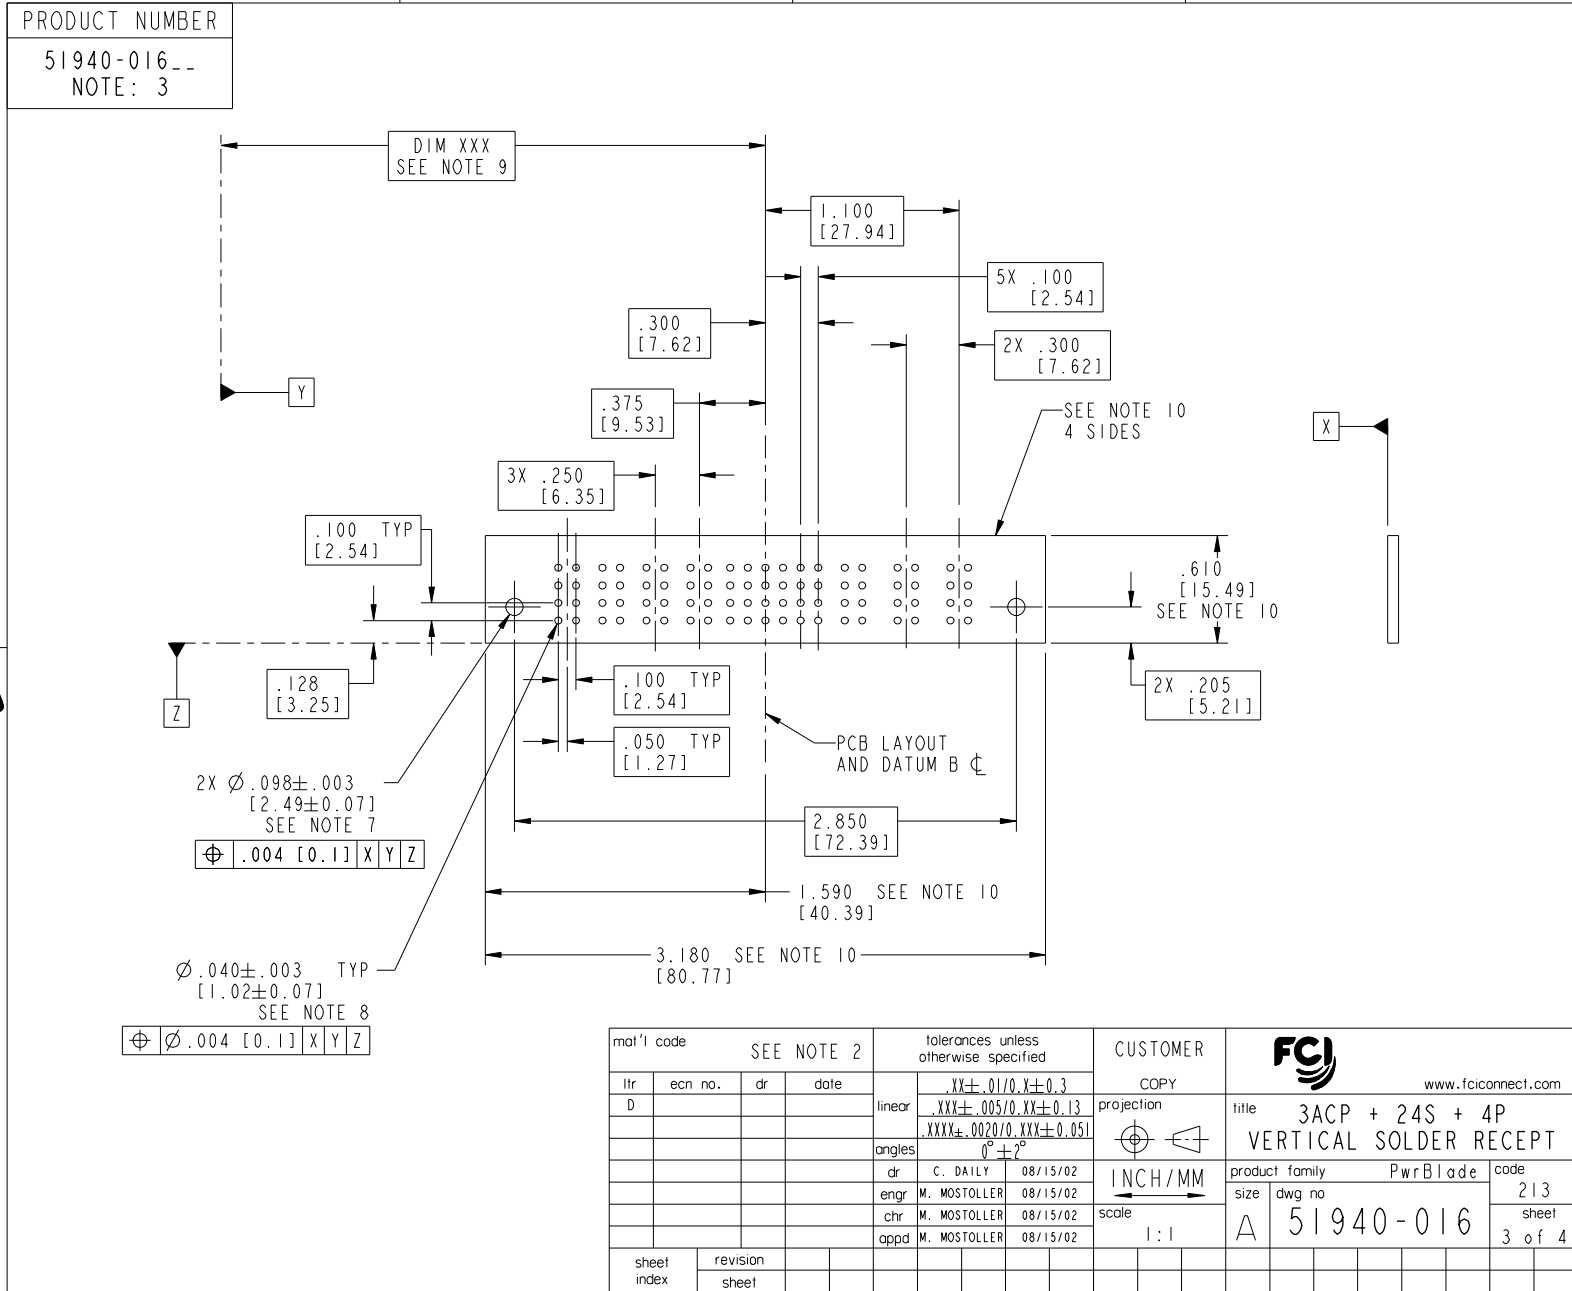 PRODUCT NUMBER
51940-016__
NOTE: 3
DIM XXX
SEE NOTE 9
1.100
[27.94]
5X .100
[2.54]
.300
[7.62]
2X .300
[7.62]
Y
.375
[9.53]
SEE NOTE 10
4 SIDES
X
3X .250
[6.35]
.100 TYP
[2.54]
.610
[15.49]
SEE NOTE 10
.128
[3.25]
Z
.100 TYP
[2.54]
2X .205
[5.21]
.050 TYP
[1.27]
PCB LAYOUT
AND DATUM B ℄
2X Ø.098±.003
[2.49±0.07]
SEE NOTE 7
⌖ .004 [0.1] X Y Z
2.850
[72.39]
1.590 SEE NOTE 10
[40.39]
3.180 SEE NOTE 10
[80.77]
Ø.040±.003 TYP
[1.02±0.07]
SEE NOTE 8
⌖ Ø.004 [0.1] X Y Z
mat'l code
SEE NOTE 2
tolerances unless
otherwise specified
CUSTOMER
COPY
FCJ
www.fciconnect.com
ltr ecn no. dr date
D
linear
.XX±.01/0.X±0.3
.XXX±.005/0.XX±0.13
.XXXX±.0020/0.XXX±0.051
angles 0°±2°
projection
title
3ACP + 24S + 4P
VERTICAL SOLDER RECEPT
dr C. DAILY 08/15/02
engr M. MOSTOLLER 08/15/02
chr M. MOSTOLLER 08/15/02
appd M. MOSTOLLER 08/15/02
INCH/MM
scale
1:1
product family PwrBlade
code
213
size
A
dwg no
51940-016
sheet
3 of 4
sheet
index
revision
sheet